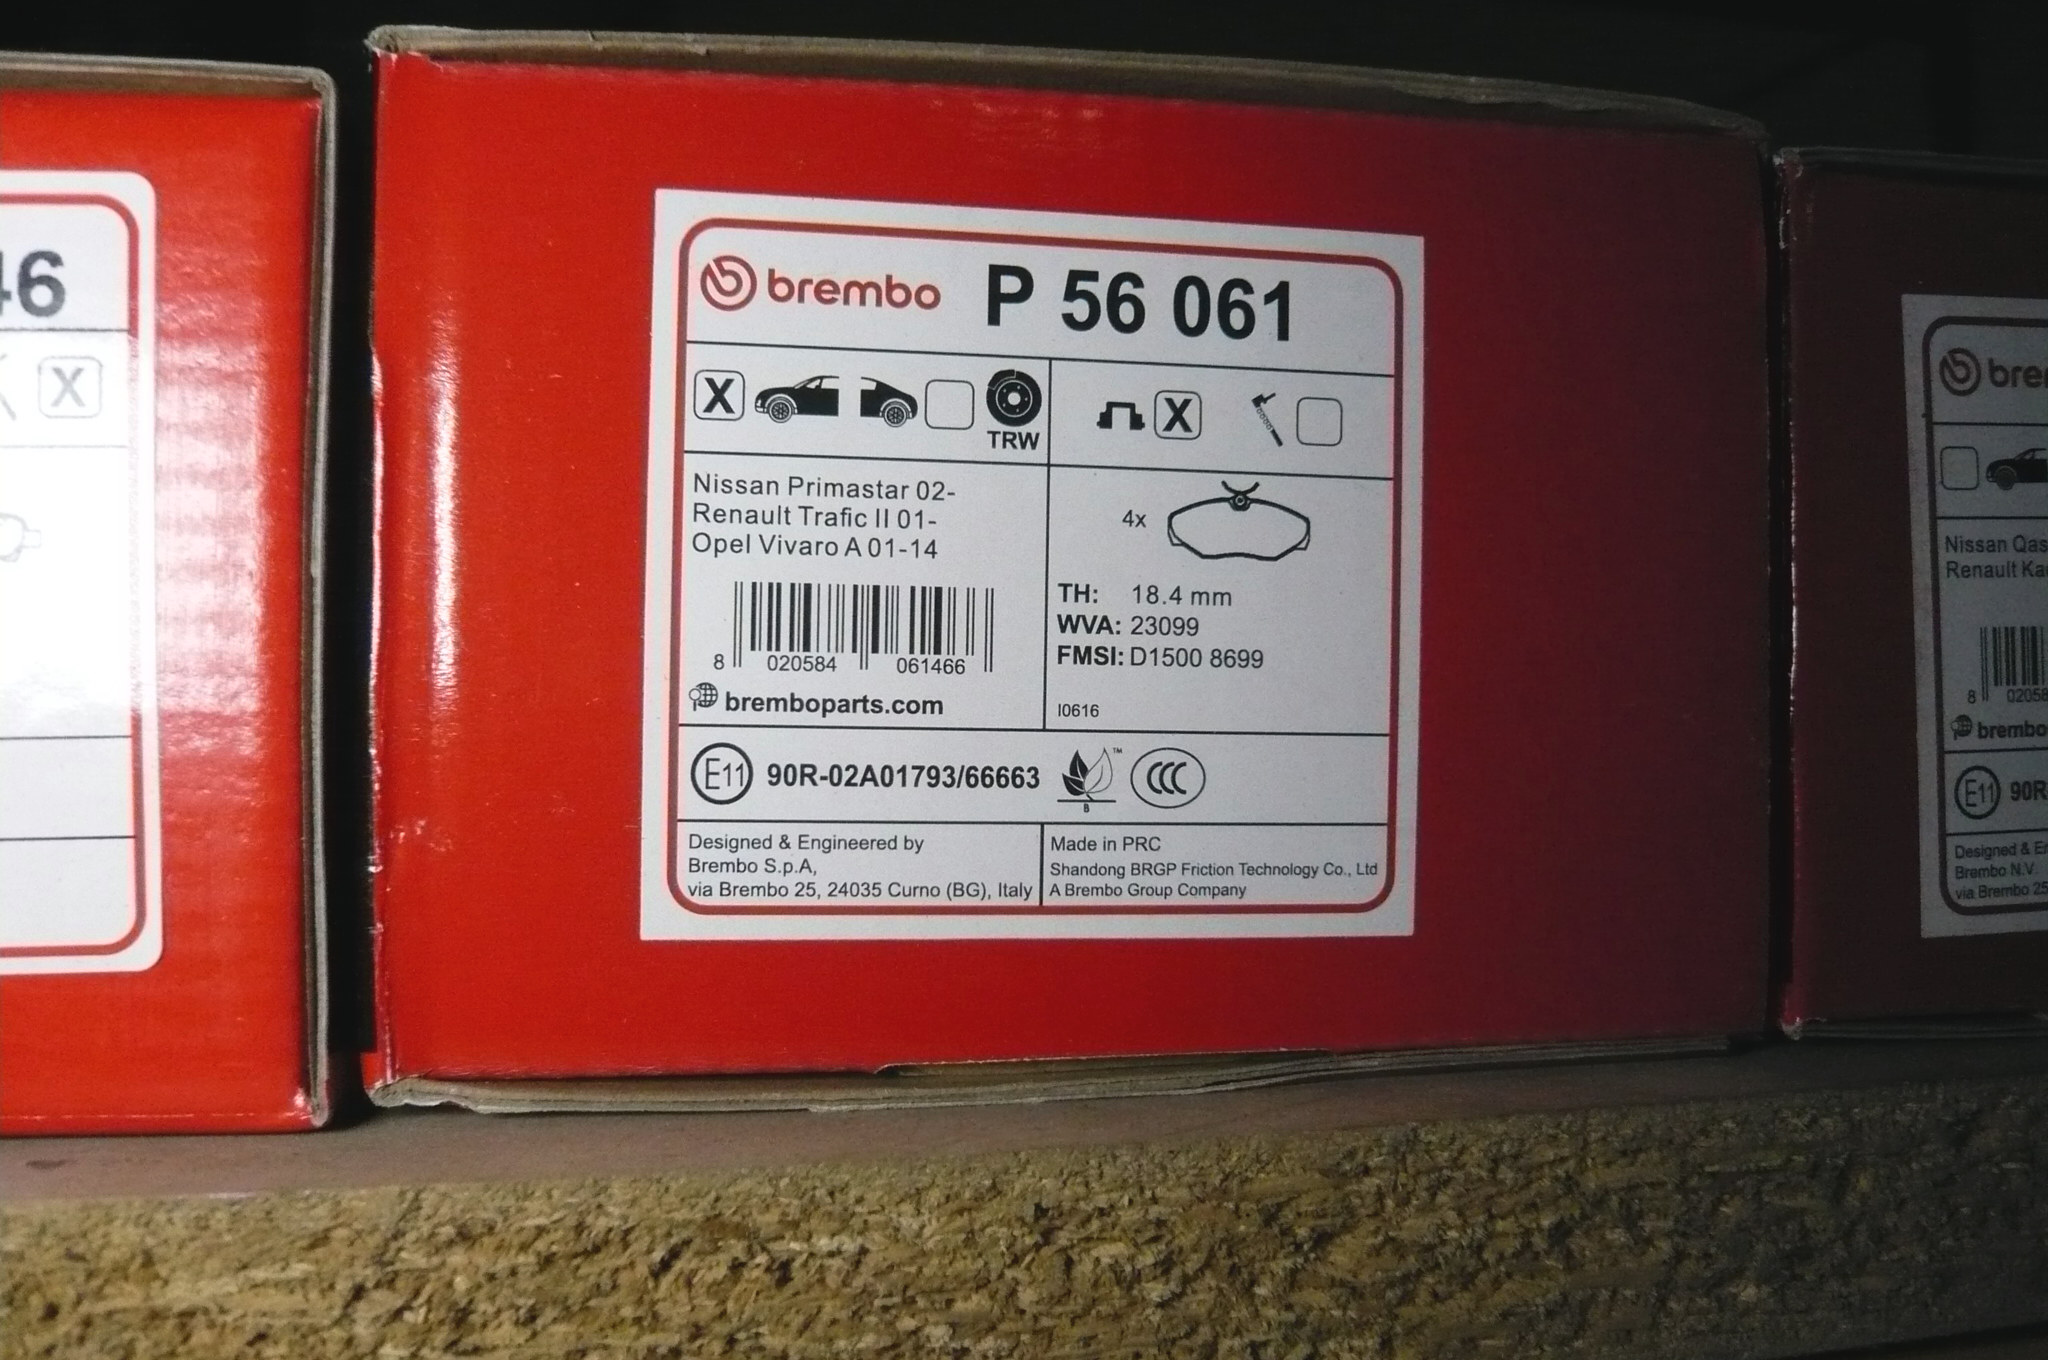 46
X
brembo P 56 061
X
TRW
X
Nissan Primastar 02-
Renault Trafic II 01-
Opel Vivaro A 01-14
8 020584 061466
bremboparts.com
4x
TH: 18.4 mm
WVA: 23099
FMSI: D1500 8699
I0616
E11 90R-02A01793/66663
TM
B
CCC
Designed & Engineered by
Brembo S.p.A,
via Brembo 25, 24035 Curno (BG), Italy
Made in PRC
Shandong BRGP Friction Technology Co., Ltd
A Brembo Group Company
bre
Nissan Qas
Renault Ka
8 0205
brembo
E11 90R
Designed & E
Brembo N.V.
via Brembo 25